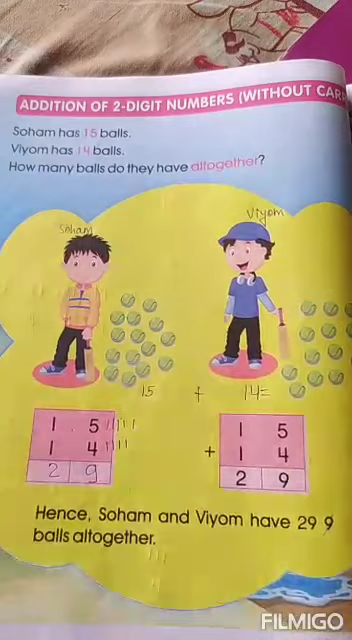 ADDITION OF 2-DIGIT NUMBERS (WITHOUT CAR
Soham has 15 balls.
Viyom has 14 balls.
How many balls do they have altogether?
Soham
Viyom
15 + 14=
1 5
1 4
2 9
1 5
+ 1 4
2 9
Hence, Soham and Viyom have 29 9
balls altogether.
FILMIGO